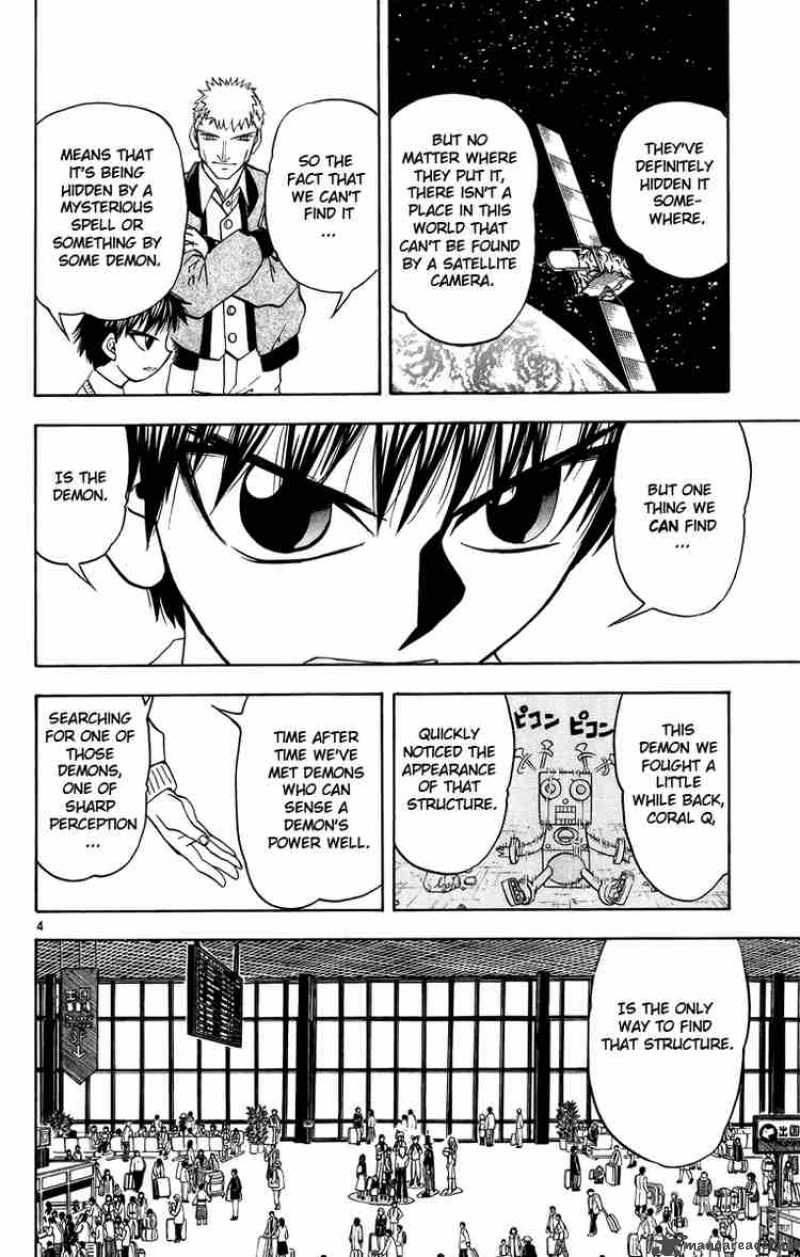 THEY'VE
DEFINITELY
HIDDEN IT
SOME-
WHERE.
BUT NO
MATTER WHERE
THEY PUT IT,
THERE ISN'T A
PLACE IN THIS
WORLD THAT
CAN'T BE FOUND
BY A SATELLITE
CAMERA.
SO THE
FACT THAT
WE CAN'T
FIND IT
...
MEANS THAT
IT'S BEING
HIDDEN BY A
MYSTERIOUS
SPELL OR
SOMETHING BY
SOME DEMON.
BUT ONE
THING WE
CAN FIND
...
IS THE
DEMON.
THIS
DEMON WE
FOUGHT A
LITTLE
WHILE BACK,
CORAL Q,
ピコン ピコン
QUICKLY
NOTICED THE
APPEARANCE
OF THAT
STRUCTURE.
TIME AFTER
TIME WE'VE
MET DEMONS
WHO CAN
SENSE A
DEMON'S
POWER WELL.
SEARCHING
FOR ONE OF
THOSE
DEMONS,
ONE OF
SHARP
PERCEPTION
...
4
IS THE ONLY
WAY TO FIND
THAT STRUCTURE.
出国